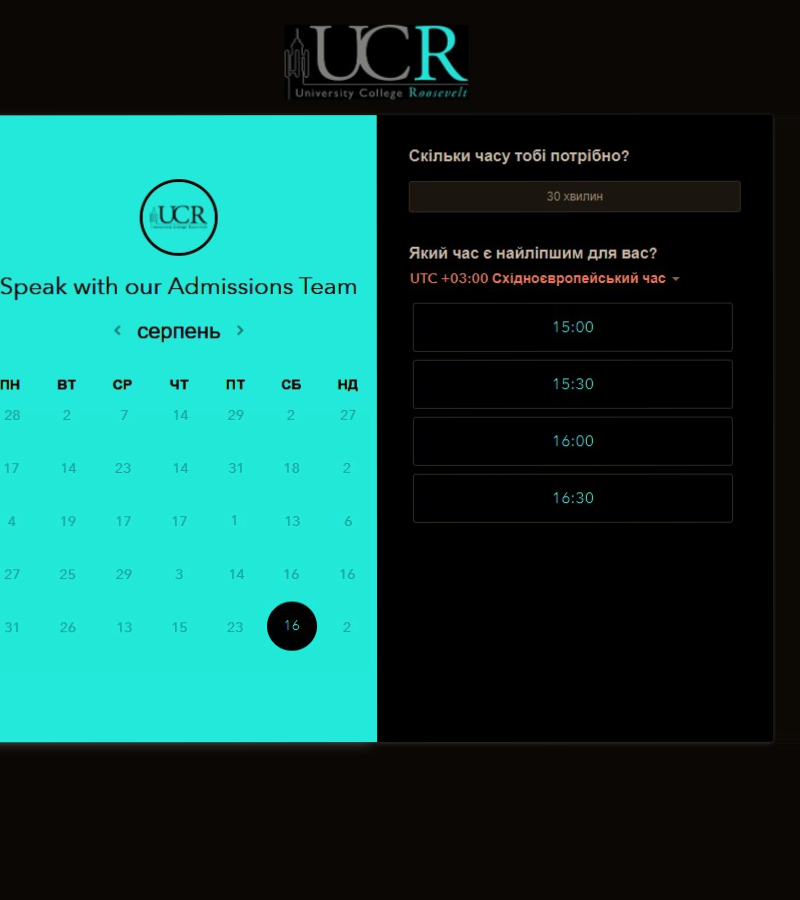 UCR
University College Roosevelt
UCR
University College Roosevelt
Speak with our Admissions Team
серпень
ПН ВТ СР ЧТ ПТ СБ НД
28 2 7 14 29 2 27
17 14 23 14 31 18 2
4 19 17 17 1 13 6
27 25 29 3 14 16 16
31 26 13 15 23 16 2
Скільки часу тобі потрібно?
30 хвилин
Який час є найліпшим для вас?
UTC +03:00 Східноєвропейський час
15:00
15:30
16:00
16:30